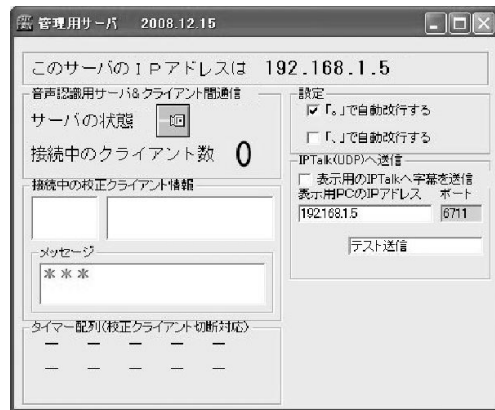 管理用サーバ 2008.12.15
このサーバのIPアドレスは 192.168.1.5
音声認識用サーバ&クライアント間通信
サーバの状態
接続中のクライアント数 0
接続中の校正クライアント情報
メッセージ
***
タイマー配列(校正クライアント切断対応)
－ － － － －
－ － － － －
設定
「。」で自動改行する
「、」で自動改行する
IPTalk(UDP)へ送信
表示用のIPTalkへ字幕を送信
表示用PCのIPアドレス ポート
192.168.1.5 6711
テスト送信